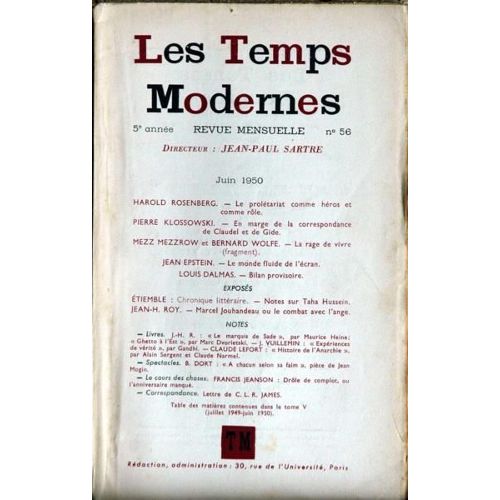 Les Temps
Modernes
5e année REVUE MENSUELLE no 56
DIRECTEUR : JEAN-PAUL SARTRE
Juin 1950
HAROLD ROSENBERG. — Le prolétariat comme héros et
comme rôle.
PIERRE KLOSSOWSKI. — En marge de la correspondance
de Claudel et de Gide.
MEZZ MEZZROW et BERNARD WOLFE. — La rage de vivre
(fragment).
JEAN EPSTEIN. — Le monde fluide de l'écran.
LOUIS DALMAS. — Bilan provisoire.
EXPOSÉS
ÉTIEMBLE : Chronique littéraire. — Notes sur Taha Hussein.
JEAN-H. ROY. — Marcel Jouhandeau ou le combat avec l'ange.
NOTES
— Livres. J.-H. R. : « Le marquis de Sade », par Maurice Heine;
« Ghetto à l'Est », par Marc Dvorjetski. — J. VUILLEMIN : « Expériences
de vérité », par Gandhi. — CLAUDE LEFORT : « Histoire de l'Anarchie »,
par Alain Sergent et Claude Harmel.
— Spectacles. B. DORT : « A chacun selon sa faim », pièce de Jean
Mogin.
— Le cours des choses. FRANCIS JEANSON : Drôle de complot, ou
l'anniversaire manqué.
— Correspondance. Lettre de C. L. R. JAMES.
Table des matières contenues dans le tome V
(juillet 1949-juin 1950).
TM
Rédaction, administration : 30, rue de l'Université, Paris